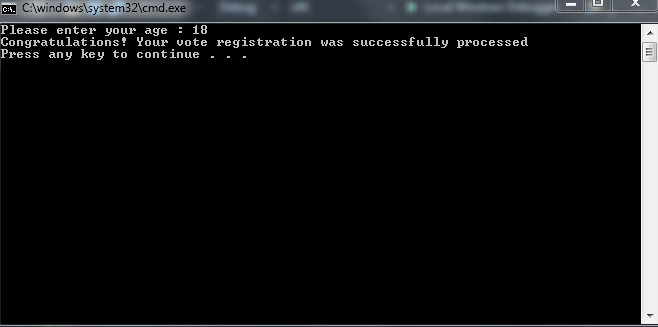 C:\windows\system32\cmd.exe
Please enter your age : 18
Congratulations! Your vote registration was successfully processed
Press any key to continue . . .